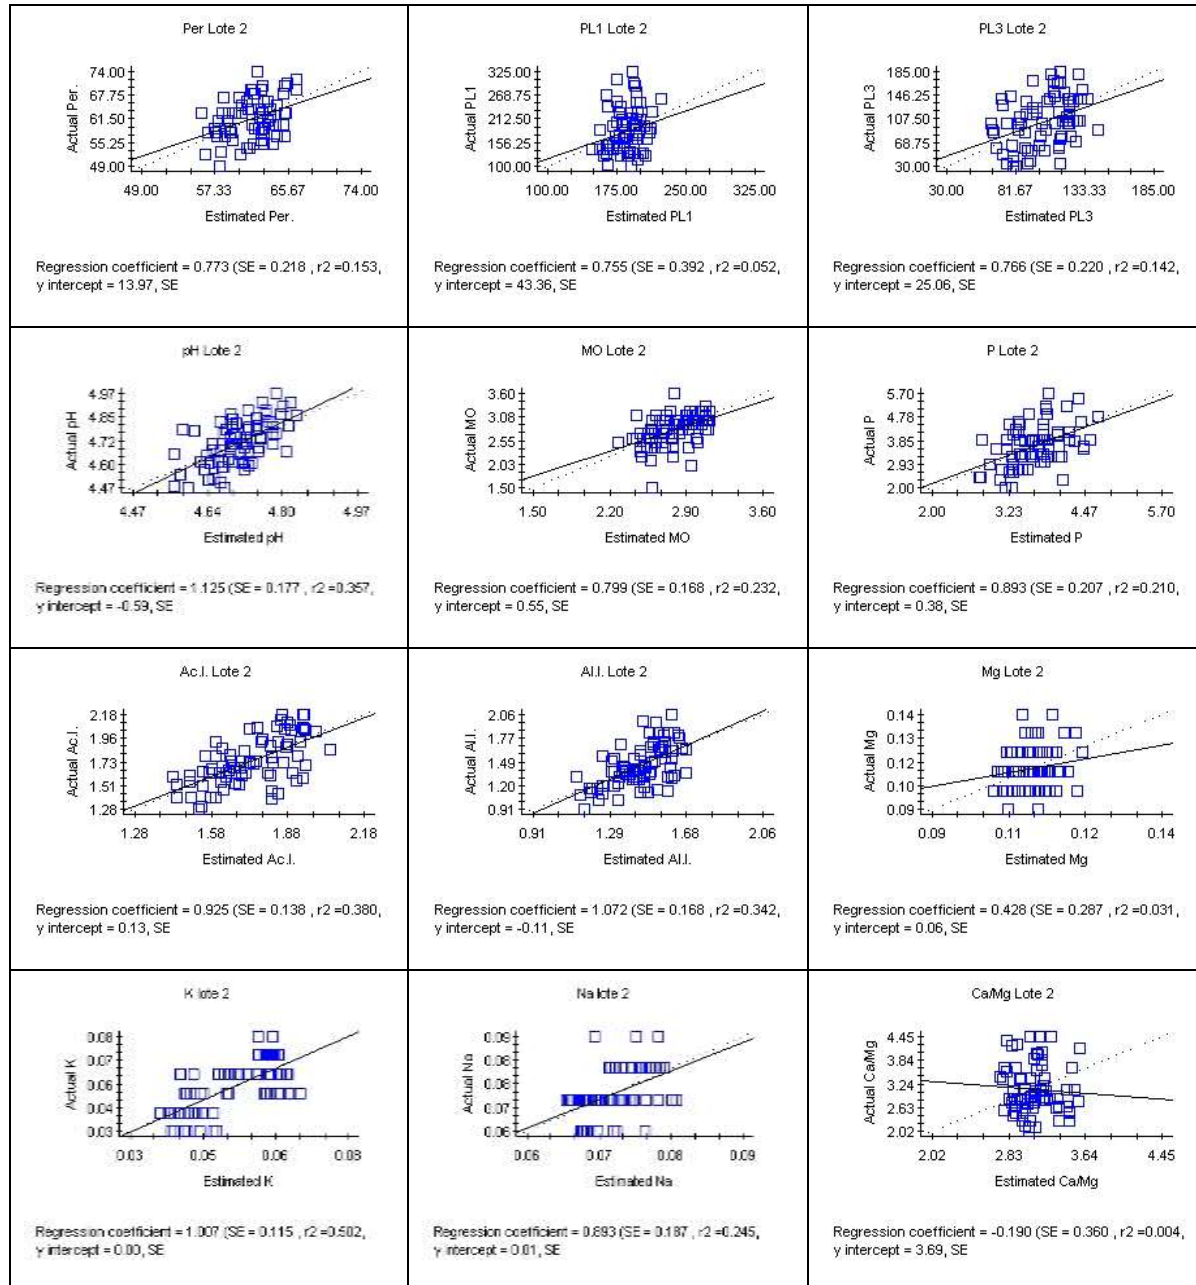 Per Lote 2
74.00
67.75
61.50
55.25
49.00
Actual Per.
49.00 57.33 65.67 74.00
Estimated Per.
Regression coefficient = 0.773 (SE = 0.218 , r2 =0.153,
y intercept = 13.97, SE
PL1 Lote 2
325.00
268.75
212.50
156.25
100.00
Actual PL1
100.00 175.00 250.00 325.00
Estimated PL1
Regression coefficient = 0.755 (SE = 0.392 , r2 =0.052,
y intercept = 43.36, SE
PL3 Lote 2
185.00
146.25
107.50
68.75
30.00
Actual PL3
30.00 81.67 133.33 185.00
Estimated PL3
Regression coefficient = 0.766 (SE = 0.220 , r2 =0.142,
y intercept = 25.06, SE
pH Lote 2
4.97
4.85
4.72
4.60
4.47
Actual pH
4.47 4.64 4.80 4.97
Estimated pH
Regression coefficient = 1.125 (SE = 0.177 , r2 =0.357,
y intercept = -0.59, SE
MO Lote 2
3.60
3.08
2.55
2.03
1.50
Actual MO
1.50 2.20 2.90 3.60
Estimated MO
Regression coefficient = 0.799 (SE = 0.168 , r2 =0.232,
y intercept = 0.55, SE
P Lote 2
5.70
4.78
3.85
2.93
2.00
Actual P
2.00 3.23 4.47 5.70
Estimated P
Regression coefficient = 0.893 (SE = 0.207 , r2 =0.210,
y intercept = 0.38, SE
Ac.I. Lote 2
2.18
1.96
1.73
1.51
1.28
Actual Ac.I.
1.28 1.58 1.88 2.18
Estimated Ac.I.
Regression coefficient = 0.925 (SE = 0.138 , r2 =0.380,
y intercept = 0.13, SE
Al.I. Lote 2
2.06
1.77
1.49
1.20
0.91
Actual Al.I.
0.91 1.29 1.68 2.06
Estimated Al.I.
Regression coefficient = 1.072 (SE = 0.168 , r2 =0.342,
y intercept = -0.11, SE
Mg Lote 2
0.14
0.13
0.12
0.10
0.09
Actual Mg
0.09 0.11 0.12 0.14
Estimated Mg
Regression coefficient = 0.428 (SE = 0.287 , r2 =0.031,
y intercept = 0.06, SE
K lote 2
0.08
0.07
0.06
0.04
0.03
Actual K
0.03 0.05 0.06 0.08
Estimated K
Regression coefficient = 1.007 (SE = 0.115 , r2 =0.502,
y intercept = 0.00, SE
Na lote 2
0.09
0.08
0.08
0.07
0.06
Actual Na
0.06 0.07 0.08 0.09
Estimated Na
Regression coefficient = 0.893 (SE = 0.187 , r2 =0.245,
y intercept = 0.01, SE
Ca/Mg Lote 2
4.45
3.84
3.24
2.63
2.02
Actual Ca/Mg
2.02 2.83 3.64 4.45
Estimated Ca/Mg
Regression coefficient = -0.190 (SE = 0.360 , r2 =0.004,
y intercept = 3.69, SE